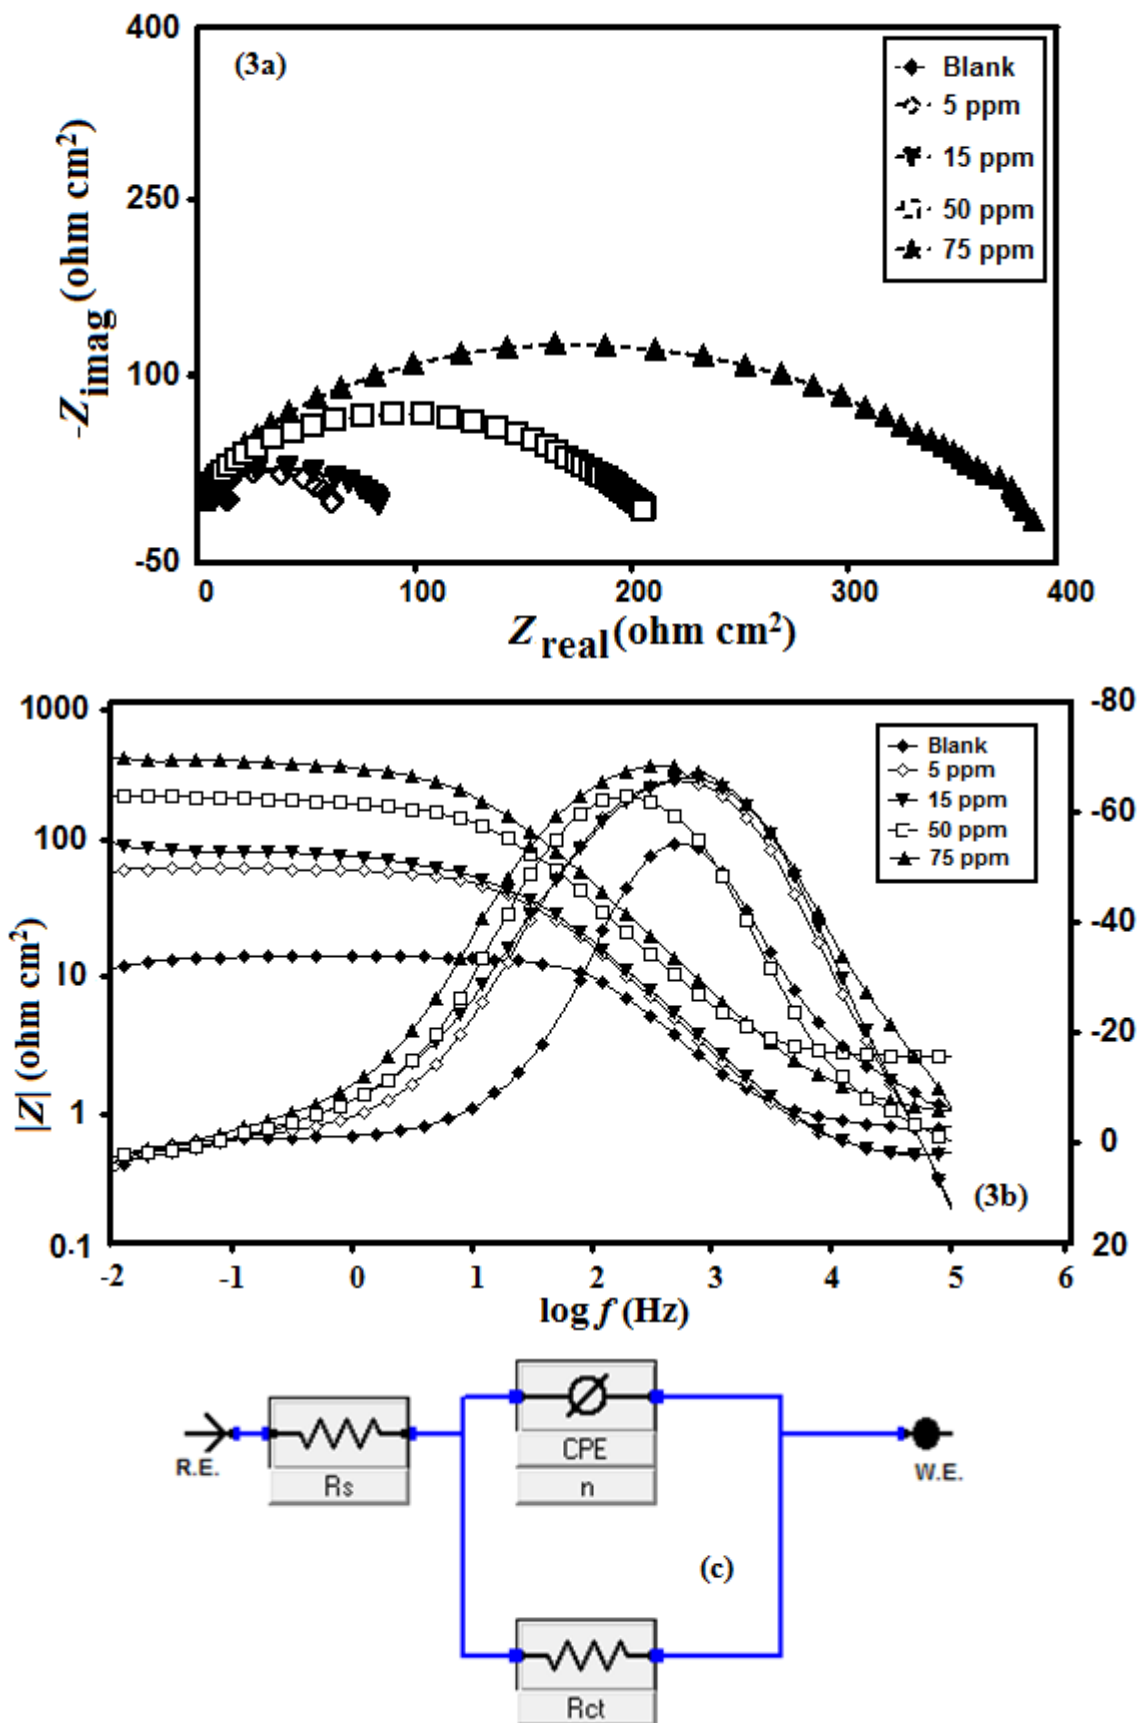 400
(3a)
Blank
5 ppm
15 ppm
50 ppm
75 ppm
250
100
-50
-Zimag (ohm cm²)
0 100 200 300 400
Zreal (ohm cm²)
1000
100
10
1
0.1
|Z| (ohm cm²)
-80
-60
-40
-20
0
20
Blank
5 ppm
15 ppm
50 ppm
75 ppm
(3b)
-2 -1 0 1 2 3 4 5 6
log f (Hz)
R.E.
Rs
CPE
n
W.E.
(c)
Rct